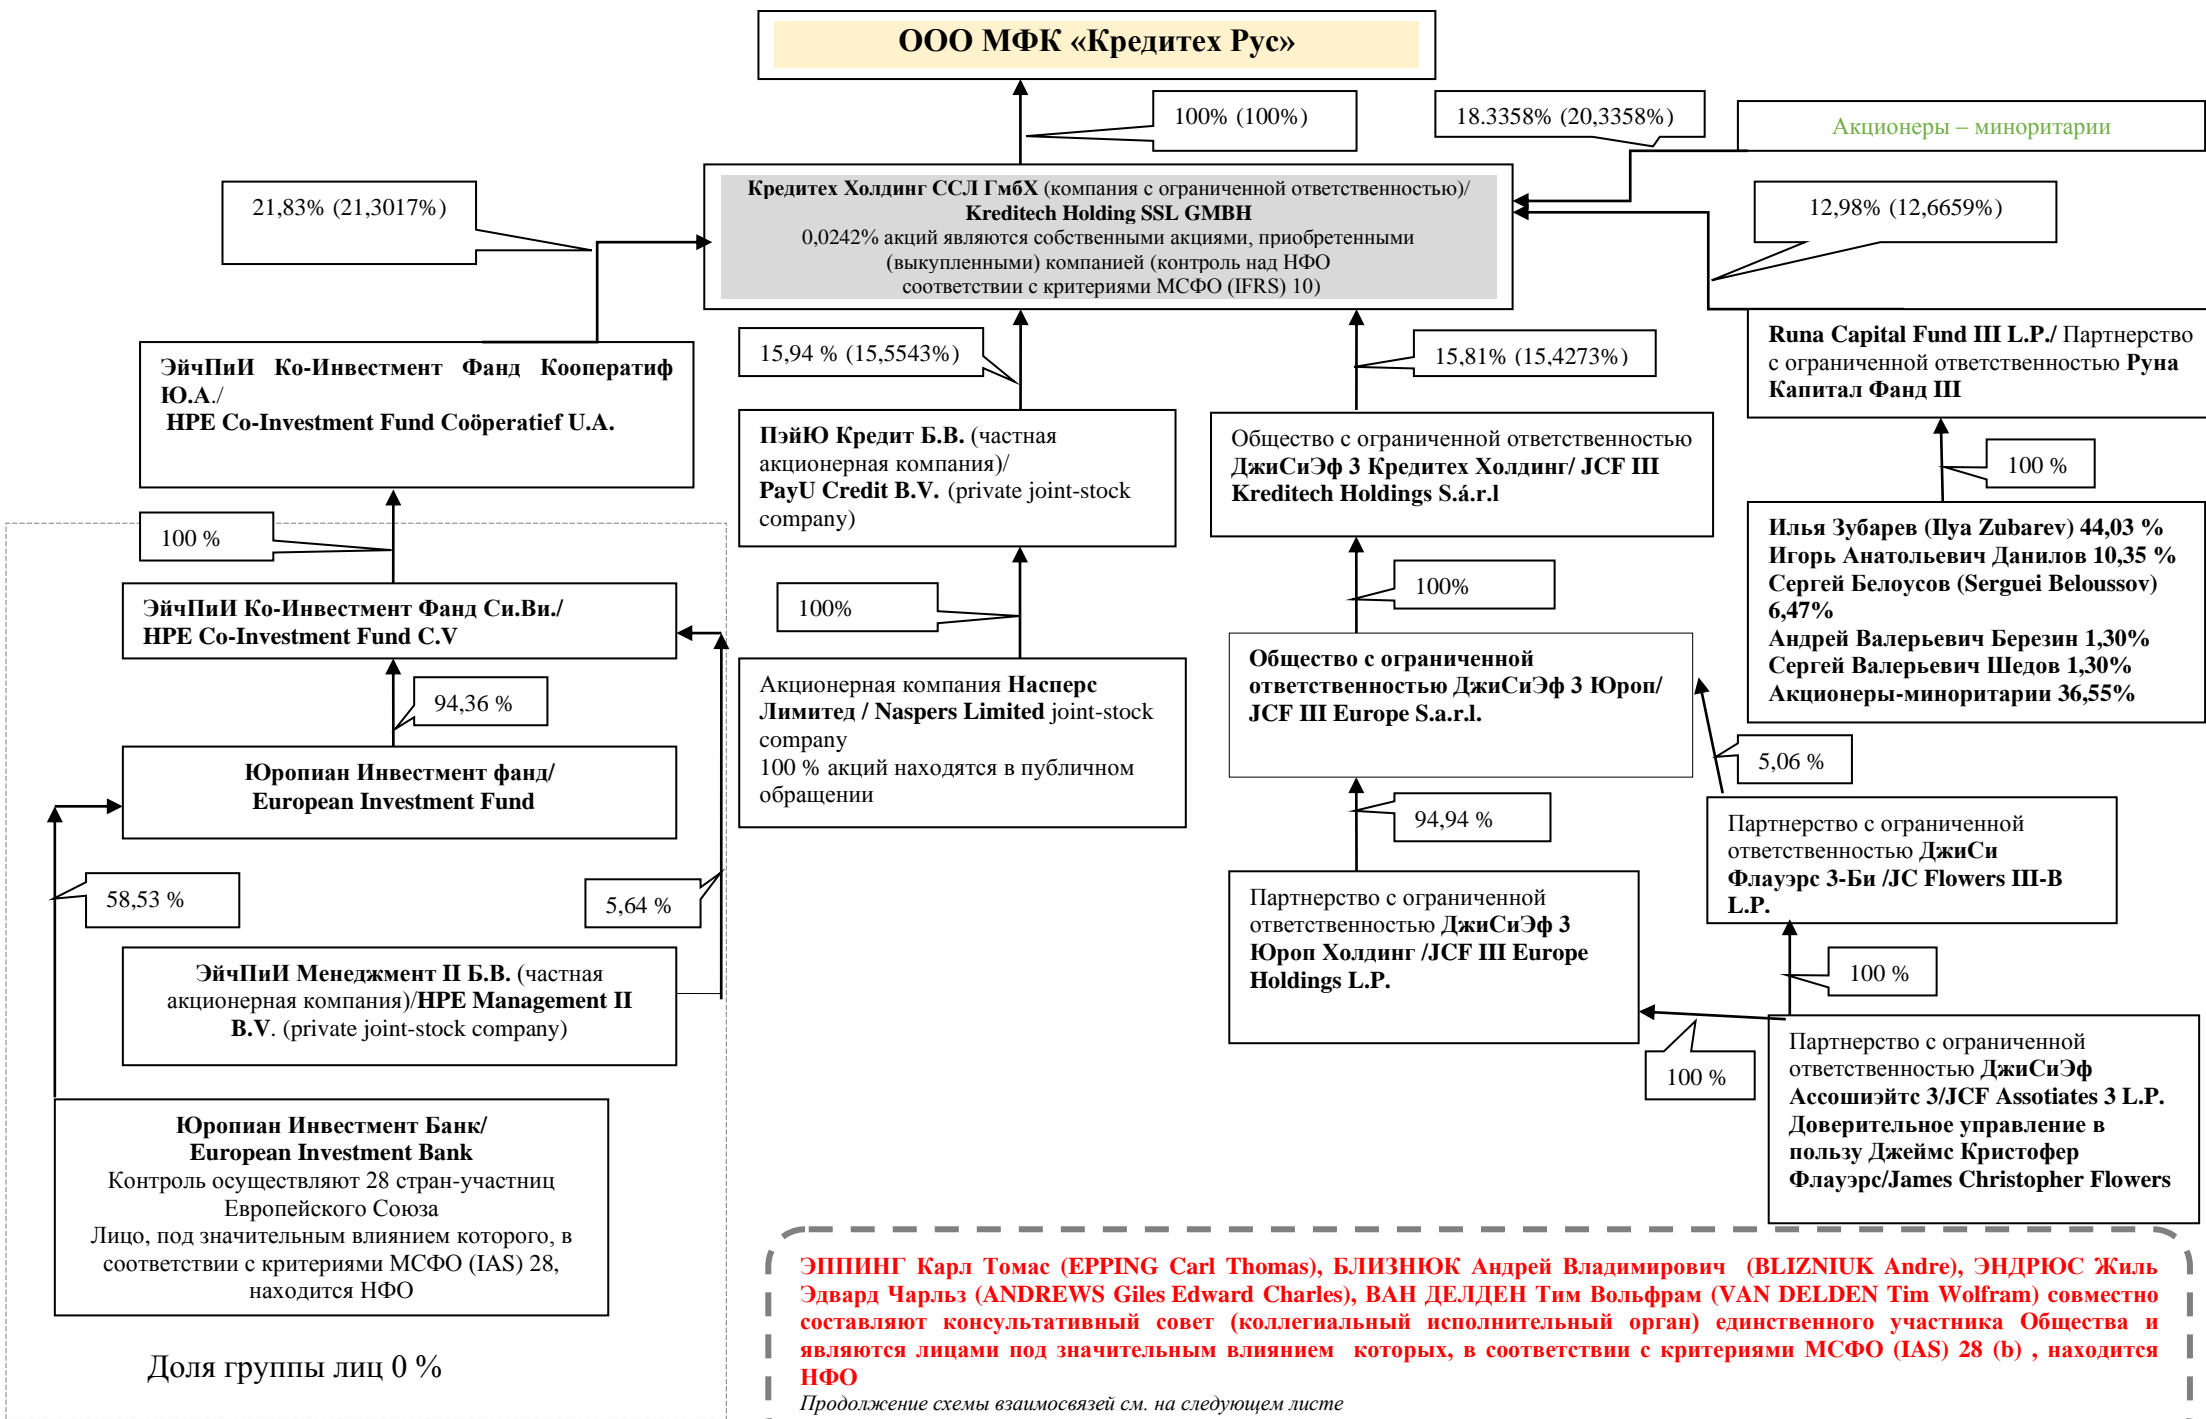 ООО МФК «Кредитех Рус»
100% (100%)
18.3358% (20,3358%)
Акционеры – миноритарии
21,83% (21,3017%)
Кредитех Холдинг ССЛ ГмбХ (компания с ограниченной ответственностью)/
Kreditech Holding SSL GMBH
0,0242% акций являются собственными акциями, приобретенными
(выкупленными) компанией (контроль над НФО
соответствии с критериями МСФО (IFRS) 10)
12,98% (12,6659%)
15,94 % (15,5543%)
15,81% (15,4273%)
Runa Capital Fund III L.P./ Партнерство
с ограниченной ответственностью Руна
Капитал Фанд III
ЭйчПиИ Ко-Инвестмент Фанд Кооператиф
Ю.А./
HPE Co-Investment Fund Coöperatief U.A.
ПэйЮ Кредит Б.В. (частная
акционерная компания)/
PayU Credit B.V. (private joint-stock
company)
Общество с ограниченной ответственностью
ДжиСиЭф 3 Кредитех Холдинг/ JCF III
Kreditech Holdings S.á.r.l
100 %
100 %
Илья Зубарев (Ilya Zubarev) 44,03 %
Игорь Анатольевич Данилов 10,35 %
Сергей Белоусов (Serguei Beloussov)
6,47%
Андрей Валерьевич Березин 1,30%
Сергей Валерьевич Шедов 1,30%
Акционеры-миноритарии 36,55%
ЭйчПиИ Ко-Инвестмент Фанд Си.Ви./
HPE Co-Investment Fund C.V
100%
100%
94,36 %
Акционерная компания Насперс
Лимитед / Naspers Limited joint-stock
company
100 % акций находятся в публичном
обращении
Общество с ограниченной
ответственностью ДжиСиЭф 3 Юроп/
JCF III Europe S.a.r.l.
5,06 %
Юропиан Инвестмент фанд/
European Investment Fund
94,94 %
Партнерство с ограниченной
ответственностью ДжиСи
Флауэрс 3-Би /JC Flowers III-B
L.P.
58,53 %
5,64 %
Партнерство с ограниченной
ответственностью ДжиСиЭф 3
Юроп Холдинг /JCF III Europe
Holdings L.P.
100 %
ЭйчПиИ Менеджмент II Б.В. (частная
акционерная компания)/HPE Management II
B.V. (private joint-stock company)
100 %
Партнерство с ограниченной
ответственностью ДжиСиЭф
Ассошиэйтс 3/JCF Assotiates 3 L.P.
Доверительное управление в
пользу Джеймс Кристофер
Флауэрс/James Christopher Flowers
Юропиан Инвестмент Банк/
European Investment Bank
Контроль осуществляют 28 стран-участниц
Европейского Союза
Лицо, под значительным влиянием которого, в
соответствии с критериями МСФО (IAS) 28,
находится НФО
Доля группы лиц 0 %
ЭППИНГ Карл Томас (EPPING Carl Thomas), БЛИЗНЮК Андрей Владимирович (BLIZNIUK Andre), ЭНДРЮС Жиль
Эдвард Чарльз (ANDREWS Giles Edward Charles), ВАН ДЕЛДЕН Тим Вольфрам (VAN DELDEN Tim Wolfram) совместно
составляют консультативный совет (коллегиальный исполнительный орган) единственного участника Общества и
являются лицами под значительным влиянием которых, в соответствии с критериями МСФО (IAS) 28 (b) , находится
НФО
Продолжение схемы взаимосвязей см. на следующем листе